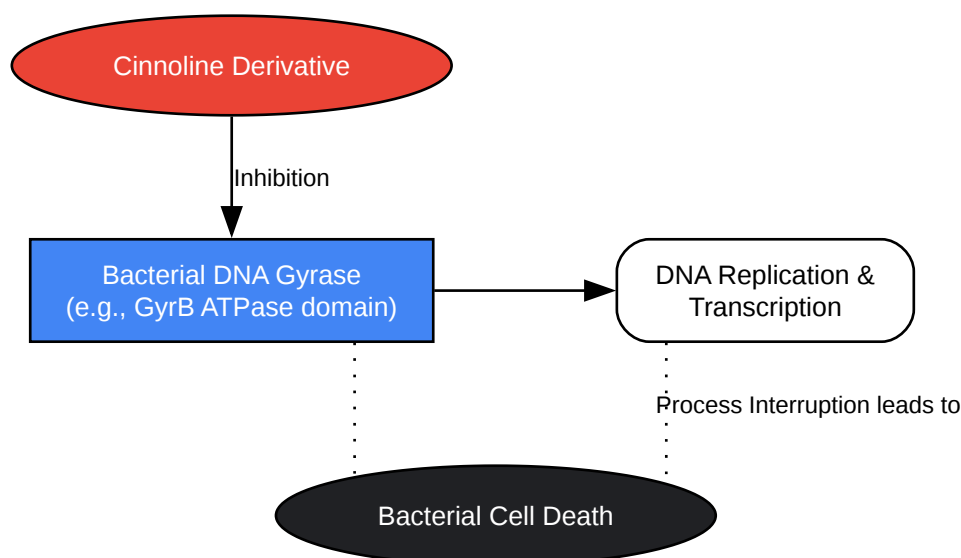 Cinnoline Derivative
Inhibition
Bacterial DNA Gyrase
(e.g., GyrB ATPase domain)
DNA Replication &
Transcription
Process Interruption leads to
Bacterial Cell Death